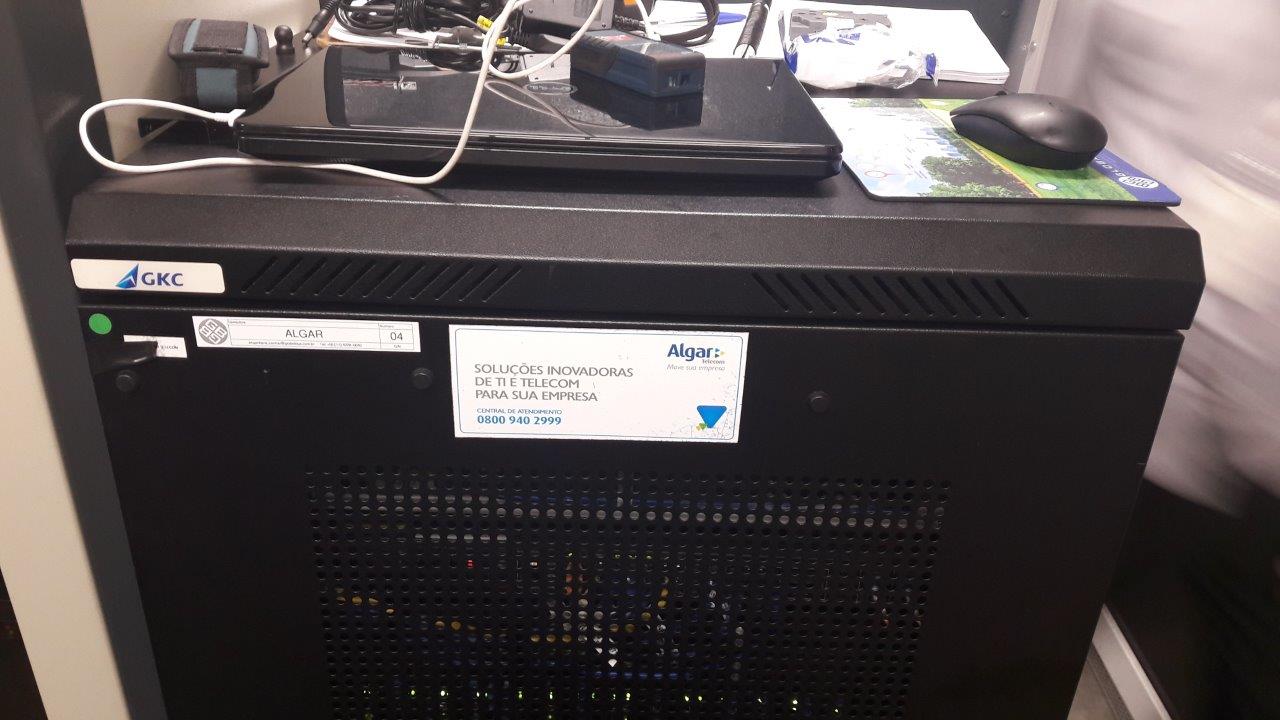 GKC
ALGAR
Número
04
SOLUÇÕES INOVADORAS
DE TI E TELECOM
PARA SUA EMPRESA
CENTRAL DE ATENDIMENTO
0800 940 2999
Algar
Telecom
Move sua empresa